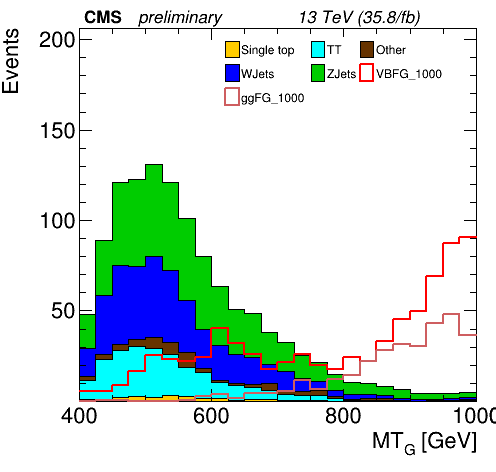 CMS preliminary 13 TeV (35.8/fb)
Events
200
150
100
50
Single top TT Other
WJets ZJets VBFG_1000
ggFG_1000
400 600 800 1000
MT_G [GeV]